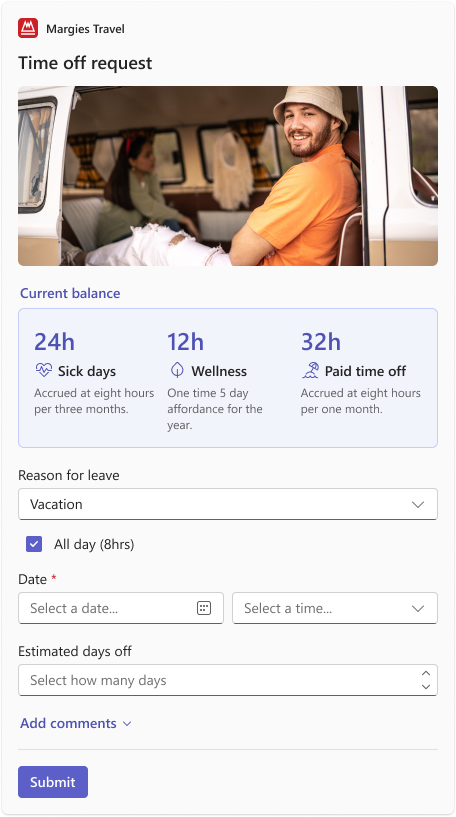 Margies Travel
Time off request
Current balance
24h
Sick days
Accrued at eight hours
per three months.
12h
Wellness
One time 5 day
affordance for the
year.
32h
Paid time off
Accrued at eight hours
per one month.
Reason for leave
Vacation
All day (8hrs)
Date *
Select a date...
Select a time...
Estimated days off
Select how many days
Add comments
Submit